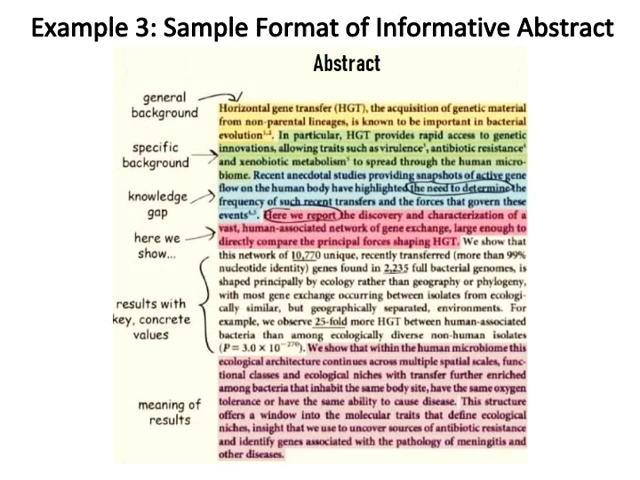 Example 3: Sample Format of Informative Abstract
Abstract
general
background
specific
background
knowledge
gap
here we
show...
results with
key, concrete
values
meaning of
results
Horizontal gene transfer (HGT), the acquisition of genetic material
from non-parental lineages, is known to be important in bacterial
evolution¹,². In particular, HGT provides rapid access to genetic
innovations, allowing traits such as virulence³, antibiotic resistance⁴
and xenobiotic metabolism⁵ to spread through the human micro-
biome. Recent anecdotal studies providing snapshots of active gene
flow on the human body have highlighted the need to determine the
frequency of such recent transfers and the forces that govern these
events⁴,⁵. Here we report the discovery and characterization of a
vast, human-associated network of gene exchange, large enough to
directly compare the principal forces shaping HGT. We show that
this network of 10,770 unique, recently transferred (more than 99%
nucleotide identity) genes found in 2,235 full bacterial genomes, is
shaped principally by ecology rather than geography or phylogeny,
with most gene exchange occurring between isolates from ecologi-
cally similar, but geographically separated, environments. For
example, we observe 25-fold more HGT between human-associated
bacteria than among ecologically diverse non-human isolates
(P = 3.0 × 10⁻²⁷⁰). We show that within the human microbiome this
ecological architecture continues across multiple spatial scales, func-
tional classes and ecological niches with transfer further enriched
among bacteria that inhabit the same body site, have the same oxygen
tolerance or have the same ability to cause disease. This structure
offers a window into the molecular traits that define ecological
niches, insight that we use to uncover sources of antibiotic resistance
and identify genes associated with the pathology of meningitis and
other diseases.